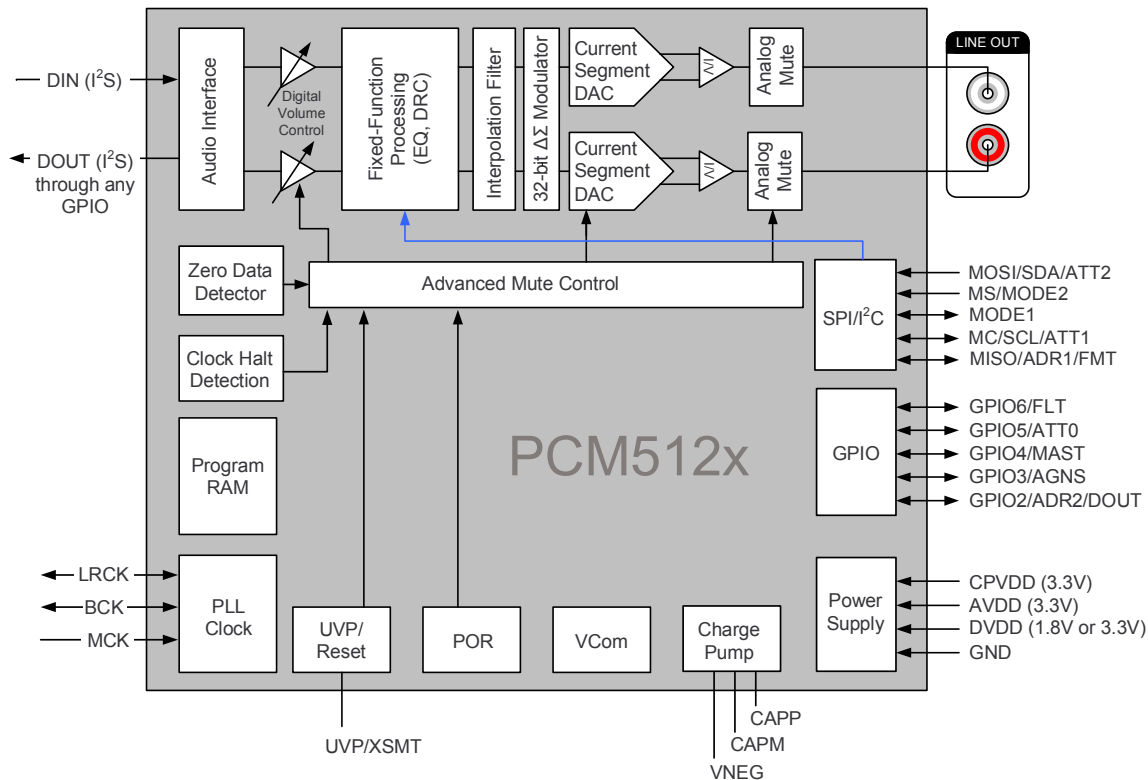 DIN (I²S)
DOUT (I²S)
through any
GPIO
Audio Interface
Digital
Volume
Control
Fixed-Function
Processing
(EQ, DRC)
Interpolation Filter
32-bit ΔΣ Modulator
Current
Segment
DAC
I/V
Analog
Mute
Current
Segment
DAC
I/V
Analog
Mute
LINE OUT
Zero Data
Detector
Advanced Mute Control
Clock Halt
Detection
SPI/I²C
MOSI/SDA/ATT2
MS/MODE2
MODE1
MC/SCL/ATT1
MISO/ADR1/FMT
Program
RAM
PCM512x
GPIO
GPIO6/FLT
GPIO5/ATT0
GPIO4/MAST
GPIO3/AGNS
GPIO2/ADR2/DOUT
LRCK
BCK
MCK
PLL
Clock
UVP/
Reset
POR
VCom
Charge
Pump
Power
Supply
CPVDD (3.3V)
AVDD (3.3V)
DVDD (1.8V or 3.3V)
GND
UVP/XSMT
CAPP
CAPM
VNEG